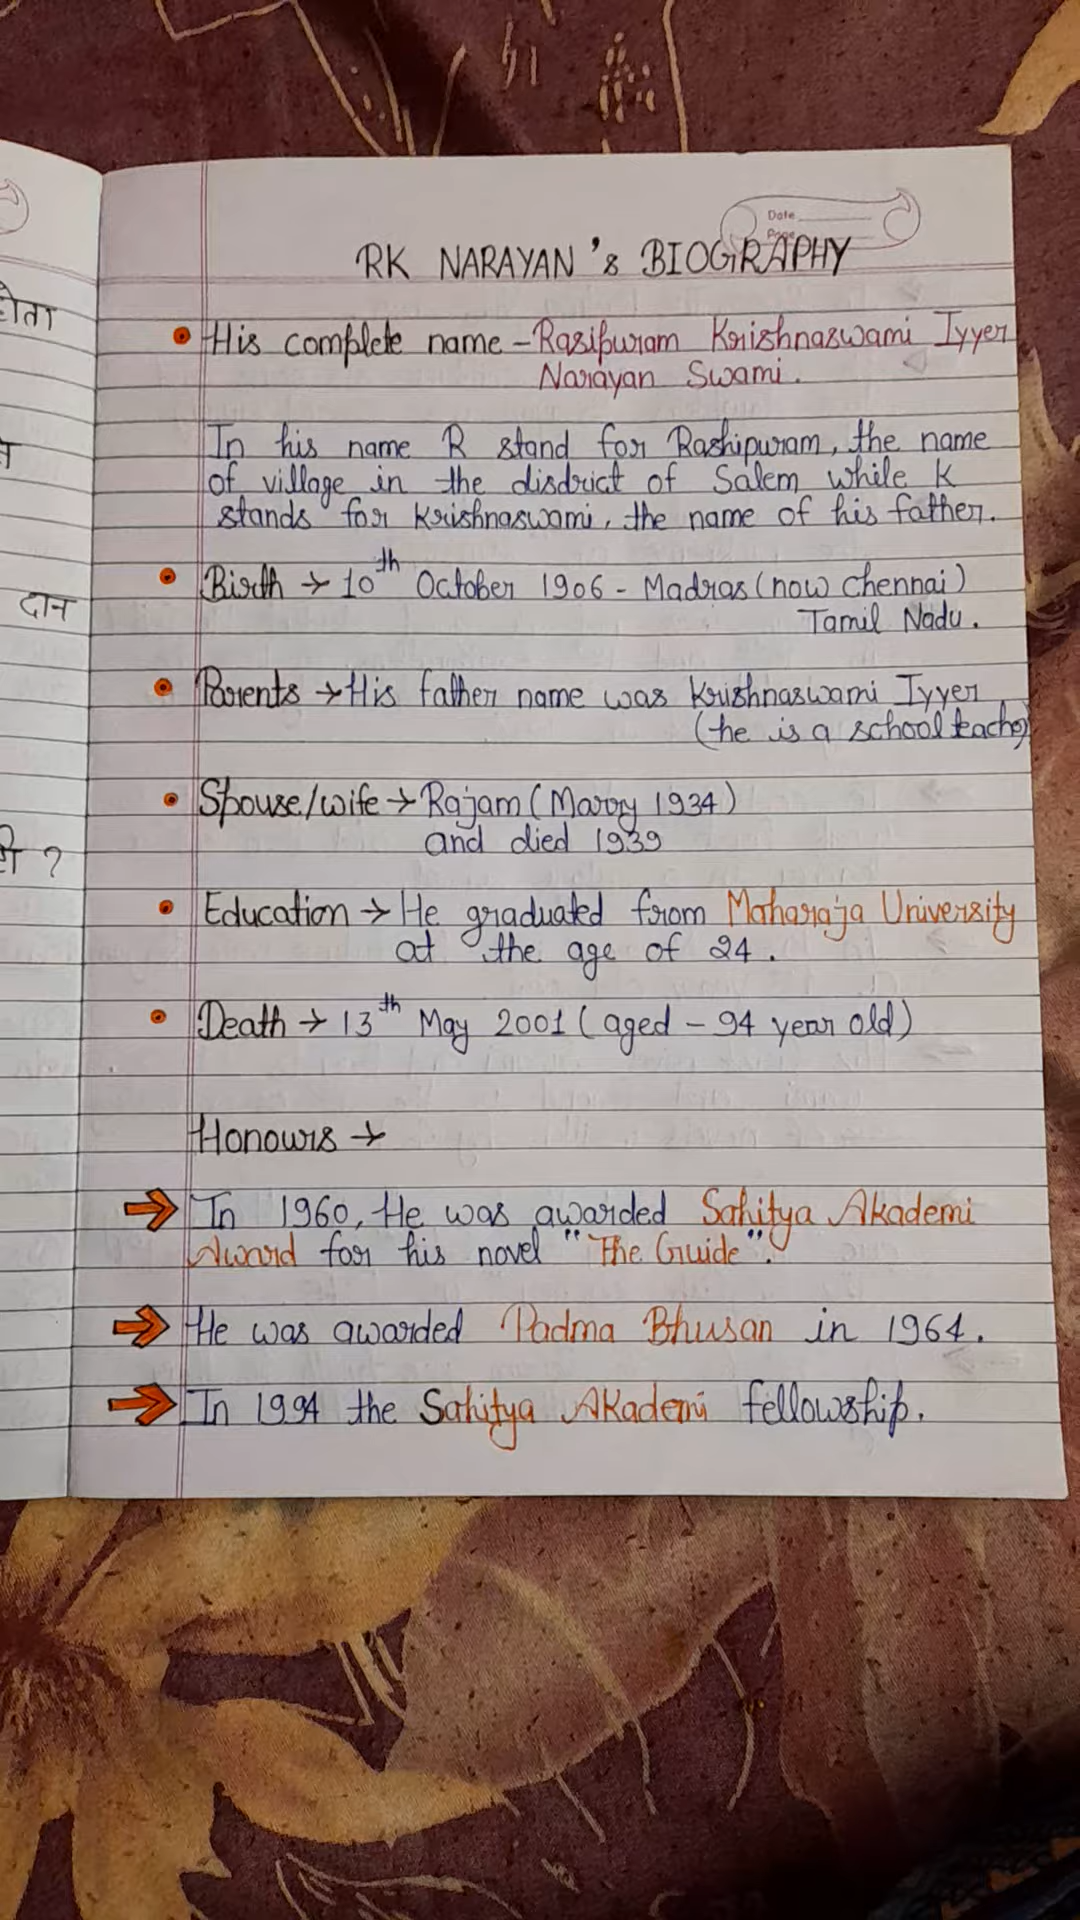 होता
दान
?
Date
Page
RK NARAYAN's BIOGRAPHY
His complete name - Rasipuram Krishnaswami Iyyer
Narayan Swami.
In his name R stand for Rashipuram, the name
of village in the disdrict of Salem while K
stands for Krishnaswami, the name of his father.
Birth → 10th October 1906 - Madras (now chennai)
Tamil Nadu.
Parents → His father name was Krishnaswami Iyyer
(he is a school teacher)
Spouse/wife → Rajam (Marry 1934)
and died 1939
Education → He graduated from Maharaja University
at the age of 24.
Death → 13th May 2001 (aged - 94 year old)
Honours →
⇒ In 1960, He was awarded Sahitya Akademi
Award for his novel "The Guide".
⇒ He was awarded Padma Bhusan in 1964.
⇒ In 1994 the Sahitya Akademi fellowship.